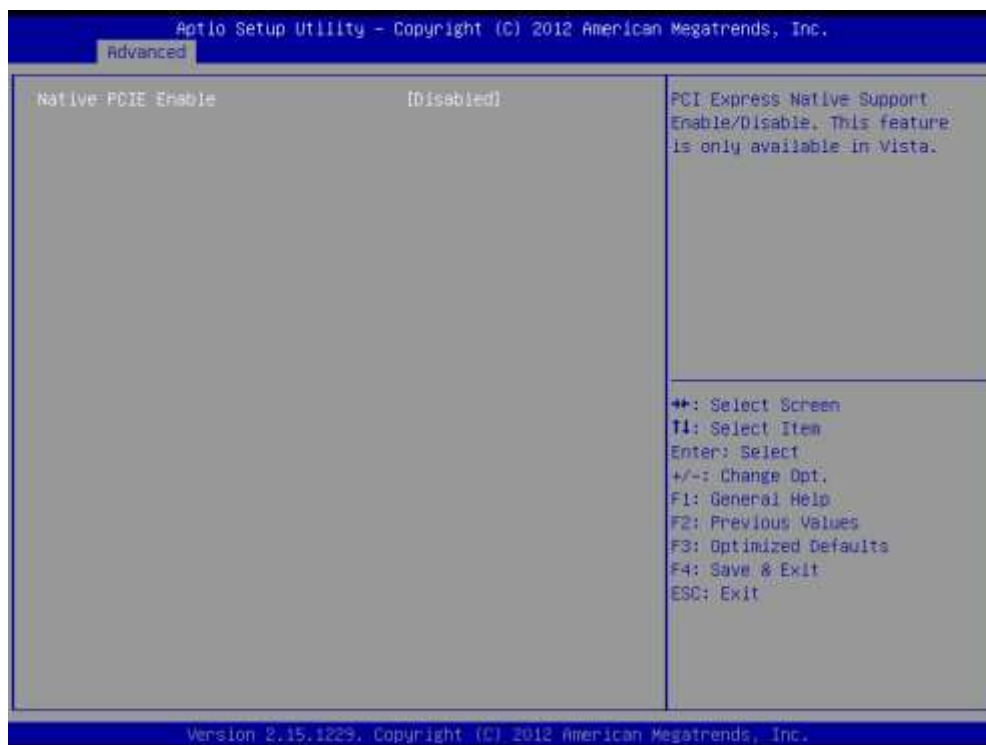 Aptio Setup Utility - Copyright (C) 2012 American Megatrends, Inc.
Advanced
Native PCIE Enable [Disabled]
PCI Express Native Support
Enable/Disable. This feature
is only available in Vista.
→←: Select Screen
↑↓: Select Item
Enter: Select
+/-: Change Opt.
F1: General Help
F2: Previous Values
F3: Optimized Defaults
F4: Save & Exit
ESC: Exit
Version 2.15.1229. Copyright (C) 2012 American Megatrends, Inc.